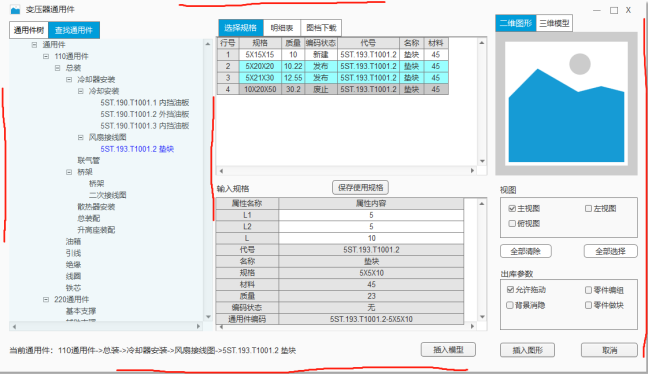 变压器通用件
通用件树 查找通用件
通用件
110通用件
总装
冷却器安装
冷却安装
5ST.190.T1001.1 内挡油板
5ST.190.T1001.2 外挡油板
5ST.190.T1001.3 内挡油板
风扇接线图
5ST.193.T1001.2 垫块
联气管
桥架
桥架
二次接线图
散热器安装
总装配
升高座装配
油箱
引线
绝缘
线圈
铁芯
220通用件
基本支撑
选择规格 明细表 图档下载
行号 规格 质量 编码状态 代号 名称 材料
1 5X15X15 10 新建 5ST.193.T1001.2 垫块 45
2 5X20X20 10.22 发布 5ST.193.T1001.2 垫块 45
3 5X21X30 12.55 发布 5ST.193.T1001.2 垫块 45
4 10X20X50 30.2 废止 5ST.193.T1001.2 垫块 45
输入规格 保存使用规格
属性名称 属性内容
L1 5
L2 5
L 10
代号 5ST.193.T1001.2
名称 垫块
规格 5X5X10
材料 45
质量 23
编码状态 无
通用件编码 5ST.193.T1001.2-5X5X10
二维图形 三维模型
视图
主视图 左视图
俯视图
全部清除 全部选择
出库参数
允许拖动 零件编组
背景消隐 零件做块
当前通用件：110通用件->总装->冷却器安装->风扇接线图->5ST.193.T1001.2 垫块
插入模型 插入图形 取消